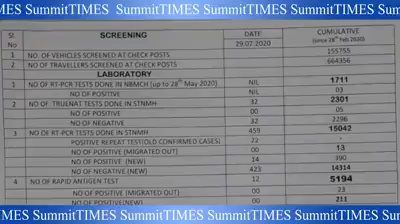 TIMES SummitTIMES SummitTIMES SummitTIMES SummitTIMES
Sl. No SCREENING DATE CUMULATIVE
29.07.2020 (since 28th Feb 2020)
1 NO. OF VEHICLES SCREENED AT CHECK POSTS 155755
2 NO OF TRAVELLERS SCREENED AT CHECK POSTS 664356
LABORATORY
1 NO OF RT-PCR TESTS DONE IN NBMCH (up to 28th May 2020) NIL 1711
NO OF POSITIVE NIL 03
2 NO OF TRUENAT TESTS DONE IN STNMH 32 2301
NO OF POSITIVE 00 05
NO OF NEGATIVE 32 2296
3 NO OF RT-PCR TESTS DONE IN STNMH 459 15042
POSITIVE REPEAT TEST(OLD CONFIRMED CASES) 22 -
NO OF POSITIVE (MIGRATED OUT) 00 13
NO OF POSITIVE (NEW) 14 390
NO OF NEGATIVE (NEW) 423 14314
4 NO OF RAPID ANTIGEN TEST 12 5194
NO OF POSITIVE (MIGRATED OUT) 00 23
NO OF POSITIVE (NEW) 00 211
TIMES SummitTIMES SummitTIMES SummitTIMES SummitTIMES